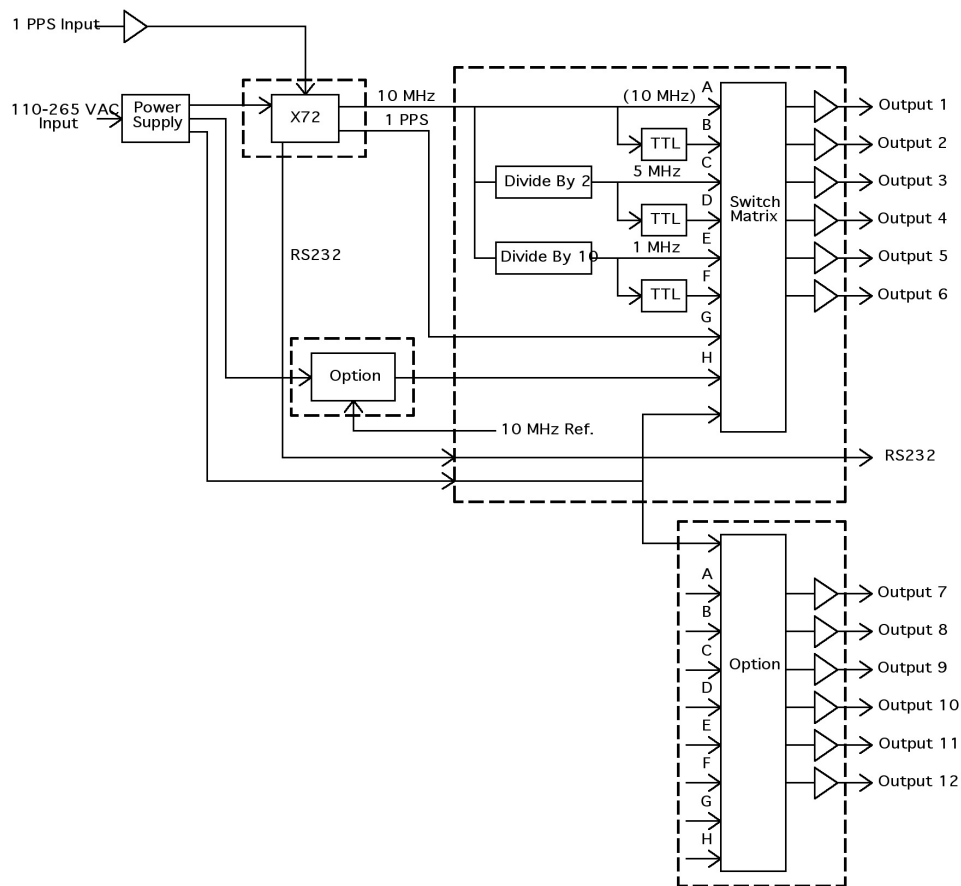 1 PPS Input
110-265 VAC
Input
Power
Supply
X72
10 MHz
1 PPS
RS232
Option
10 MHz Ref.
(10 MHz)
A
TTL
B
Divide By 2
5 MHz
C
TTL
D
Divide By 10
1 MHz
E
TTL
F
G
H
Switch
Matrix
Output 1
Output 2
Output 3
Output 4
Output 5
Output 6
RS232
A
B
C
D
E
F
G
H
Option
Output 7
Output 8
Output 9
Output 10
Output 11
Output 12